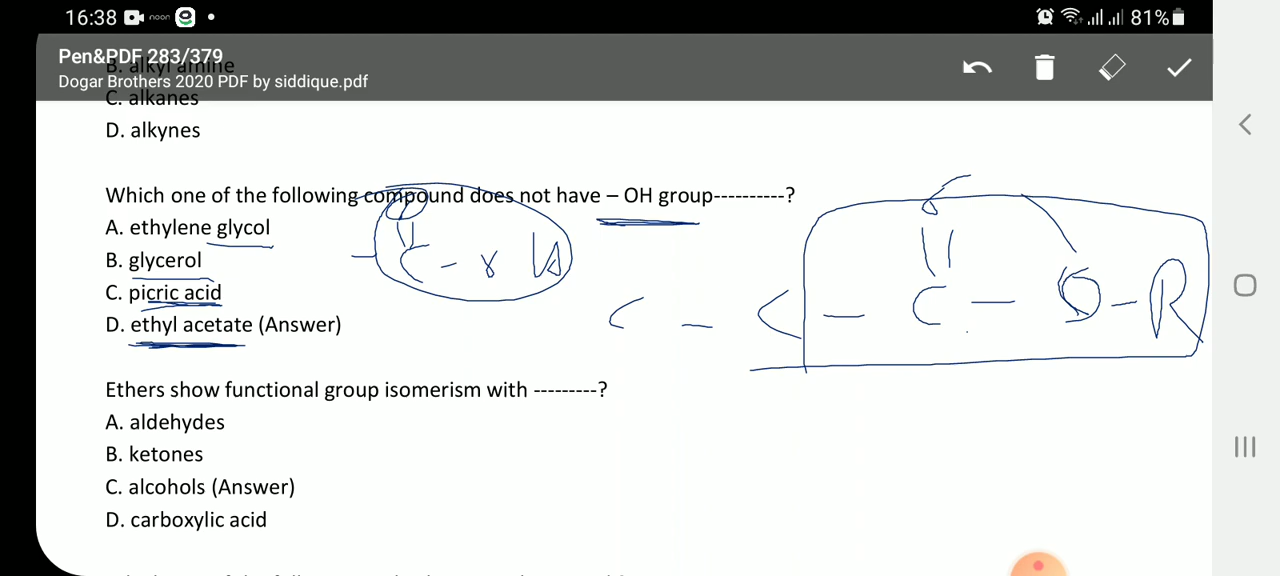 16:38 noon 81%
Pen&PDF 283/379
B. alkyl amine
Dogar Brothers 2020 PDF by siddique.pdf
C. alkanes
D. alkynes
Which one of the following compound does not have – OH group----------?
A. ethylene glycol
B. glycerol
C. picric acid
D. ethyl acetate (Answer)
C - C - C - O - R
Ethers show functional group isomerism with ---------?
A. aldehydes
B. ketones
C. alcohols (Answer)
D. carboxylic acid